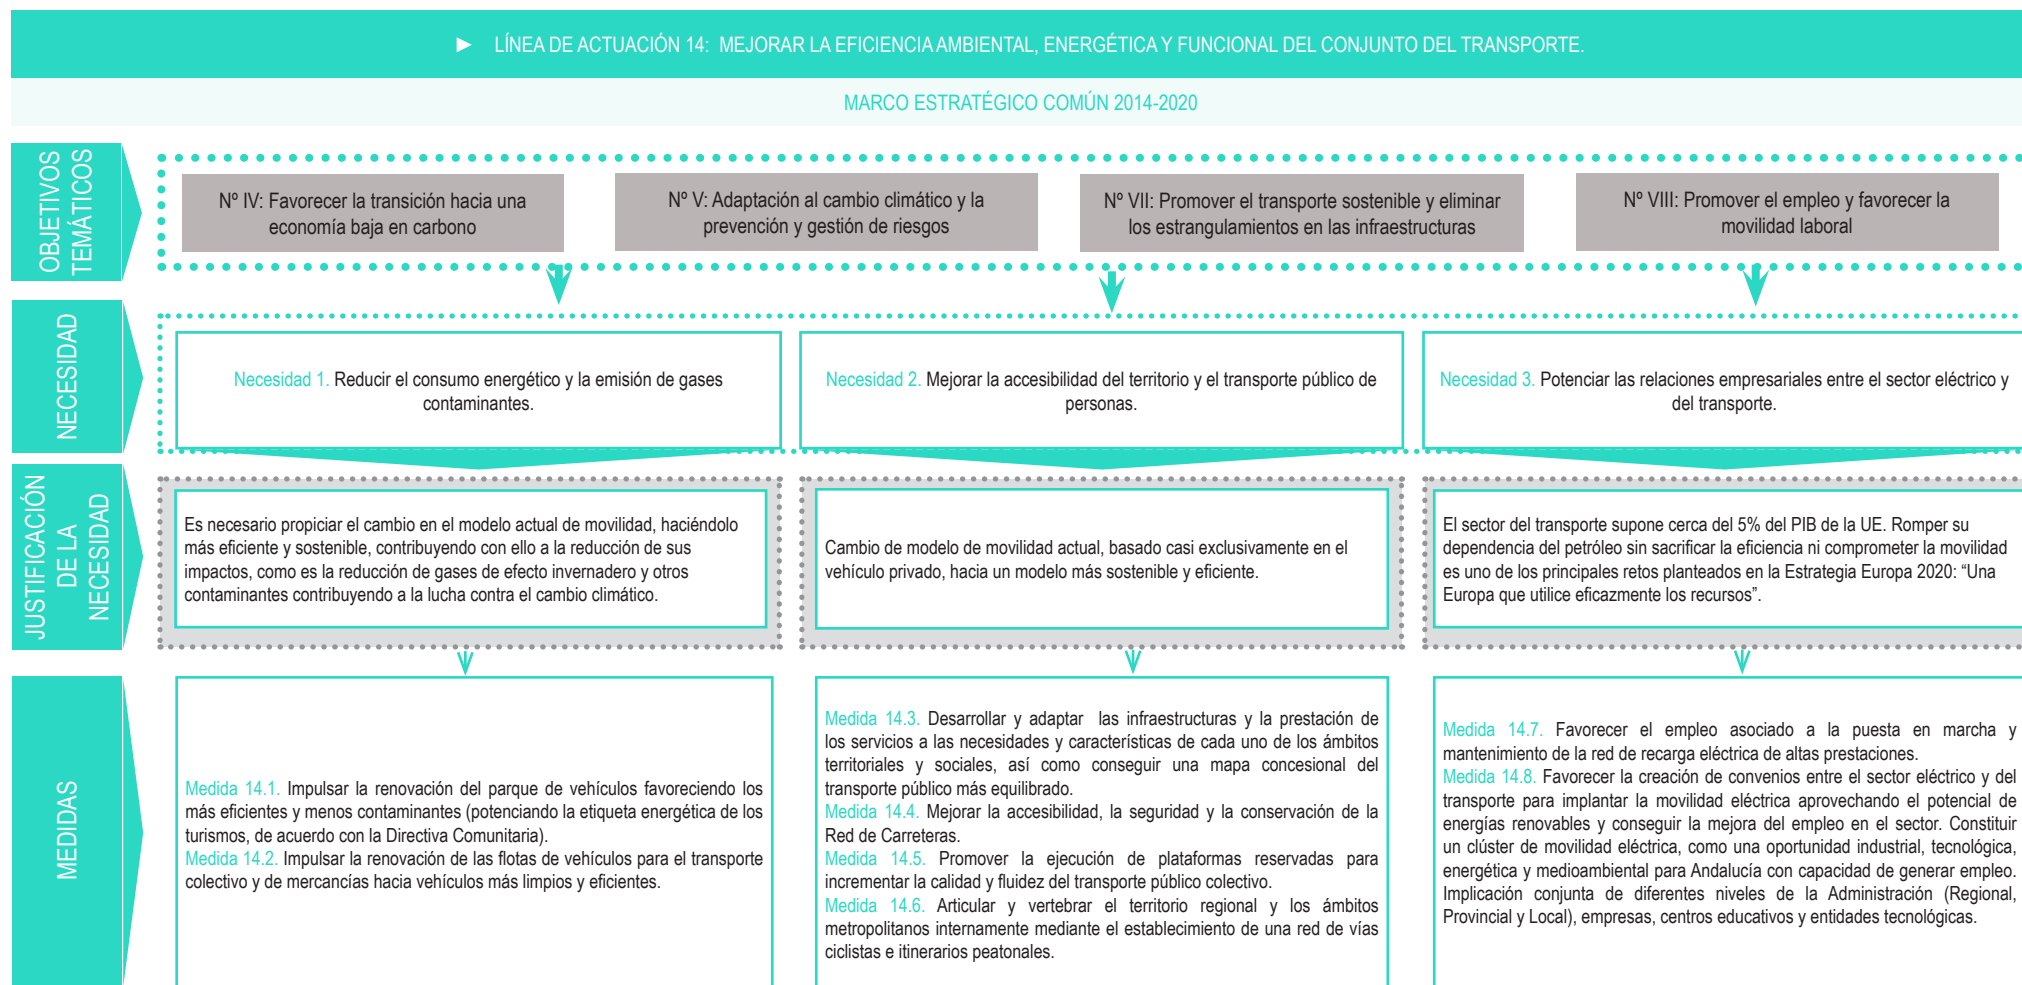 ► LÍNEA DE ACTUACIÓN 14: MEJORAR LA EFICIENCIA AMBIENTAL, ENERGÉTICA Y FUNCIONAL DEL CONJUNTO DEL TRANSPORTE.
MARCO ESTRATÉGICO COMÚN 2014-2020
OBJETIVOS
TEMÁTICOS
Nº IV: Favorecer la transición hacia una
economía baja en carbono
Nº V: Adaptación al cambio climático y la
prevención y gestión de riesgos
Nº VII: Promover el transporte sostenible y eliminar
los estrangulamientos en las infraestructuras
Nº VIII: Promover el empleo y favorecer la
movilidad laboral
NECESIDAD
Necesidad 1. Reducir el consumo energético y la emisión de gases
contaminantes.
Necesidad 2. Mejorar la accesibilidad del territorio y el transporte público de
personas.
Necesidad 3. Potenciar las relaciones empresariales entre el sector eléctrico y
del transporte.
JUSTIFICACIÓN
DE LA
NECESIDAD
Es necesario propiciar el cambio en el modelo actual de movilidad, haciéndolo
más eficiente y sostenible, contribuyendo con ello a la reducción de sus
impactos, como es la reducción de gases de efecto invernadero y otros
contaminantes contribuyendo a la lucha contra el cambio climático.
Cambio de modelo de movilidad actual, basado casi exclusivamente en el
vehículo privado, hacia un modelo más sostenible y eficiente.
El sector del transporte supone cerca del 5% del PIB de la UE. Romper su
dependencia del petróleo sin sacrificar la eficiencia ni comprometer la movilidad
es uno de los principales retos planteados en la Estrategia Europa 2020: “Una
Europa que utilice eficazmente los recursos”.
MEDIDAS
Medida 14.1. Impulsar la renovación del parque de vehículos favoreciendo los
más eficientes y menos contaminantes (potenciando la etiqueta energética de los
turismos, de acuerdo con la Directiva Comunitaria).
Medida 14.2. Impulsar la renovación de las flotas de vehículos para el transporte
colectivo y de mercancías hacia vehículos más limpios y eficientes.
Medida 14.3. Desarrollar y adaptar las infraestructuras y la prestación de
los servicios a las necesidades y características de cada uno de los ámbitos
territoriales y sociales, así como conseguir una mapa concesional del
transporte público más equilibrado.
Medida 14.4. Mejorar la accesibilidad, la seguridad y la conservación de la
Red de Carreteras.
Medida 14.5. Promover la ejecución de plataformas reservadas para
incrementar la calidad y fluidez del transporte público colectivo.
Medida 14.6. Articular y vertebrar el territorio regional y los ámbitos
metropolitanos internamente mediante el establecimiento de una red de vías
ciclistas e itinerarios peatonales.
Medida 14.7. Favorecer el empleo asociado a la puesta en marcha y
mantenimiento de la red de recarga eléctrica de altas prestaciones.
Medida 14.8. Favorecer la creación de convenios entre el sector eléctrico y del
transporte para implantar la movilidad eléctrica aprovechando el potencial de
energías renovables y conseguir la mejora del empleo en el sector. Constituir
un clúster de movilidad eléctrica, como una oportunidad industrial, tecnológica,
energética y medioambiental para Andalucía con capacidad de generar empleo.
Implicación conjunta de diferentes niveles de la Administración (Regional,
Provincial y Local), empresas, centros educativos y entidades tecnológicas.